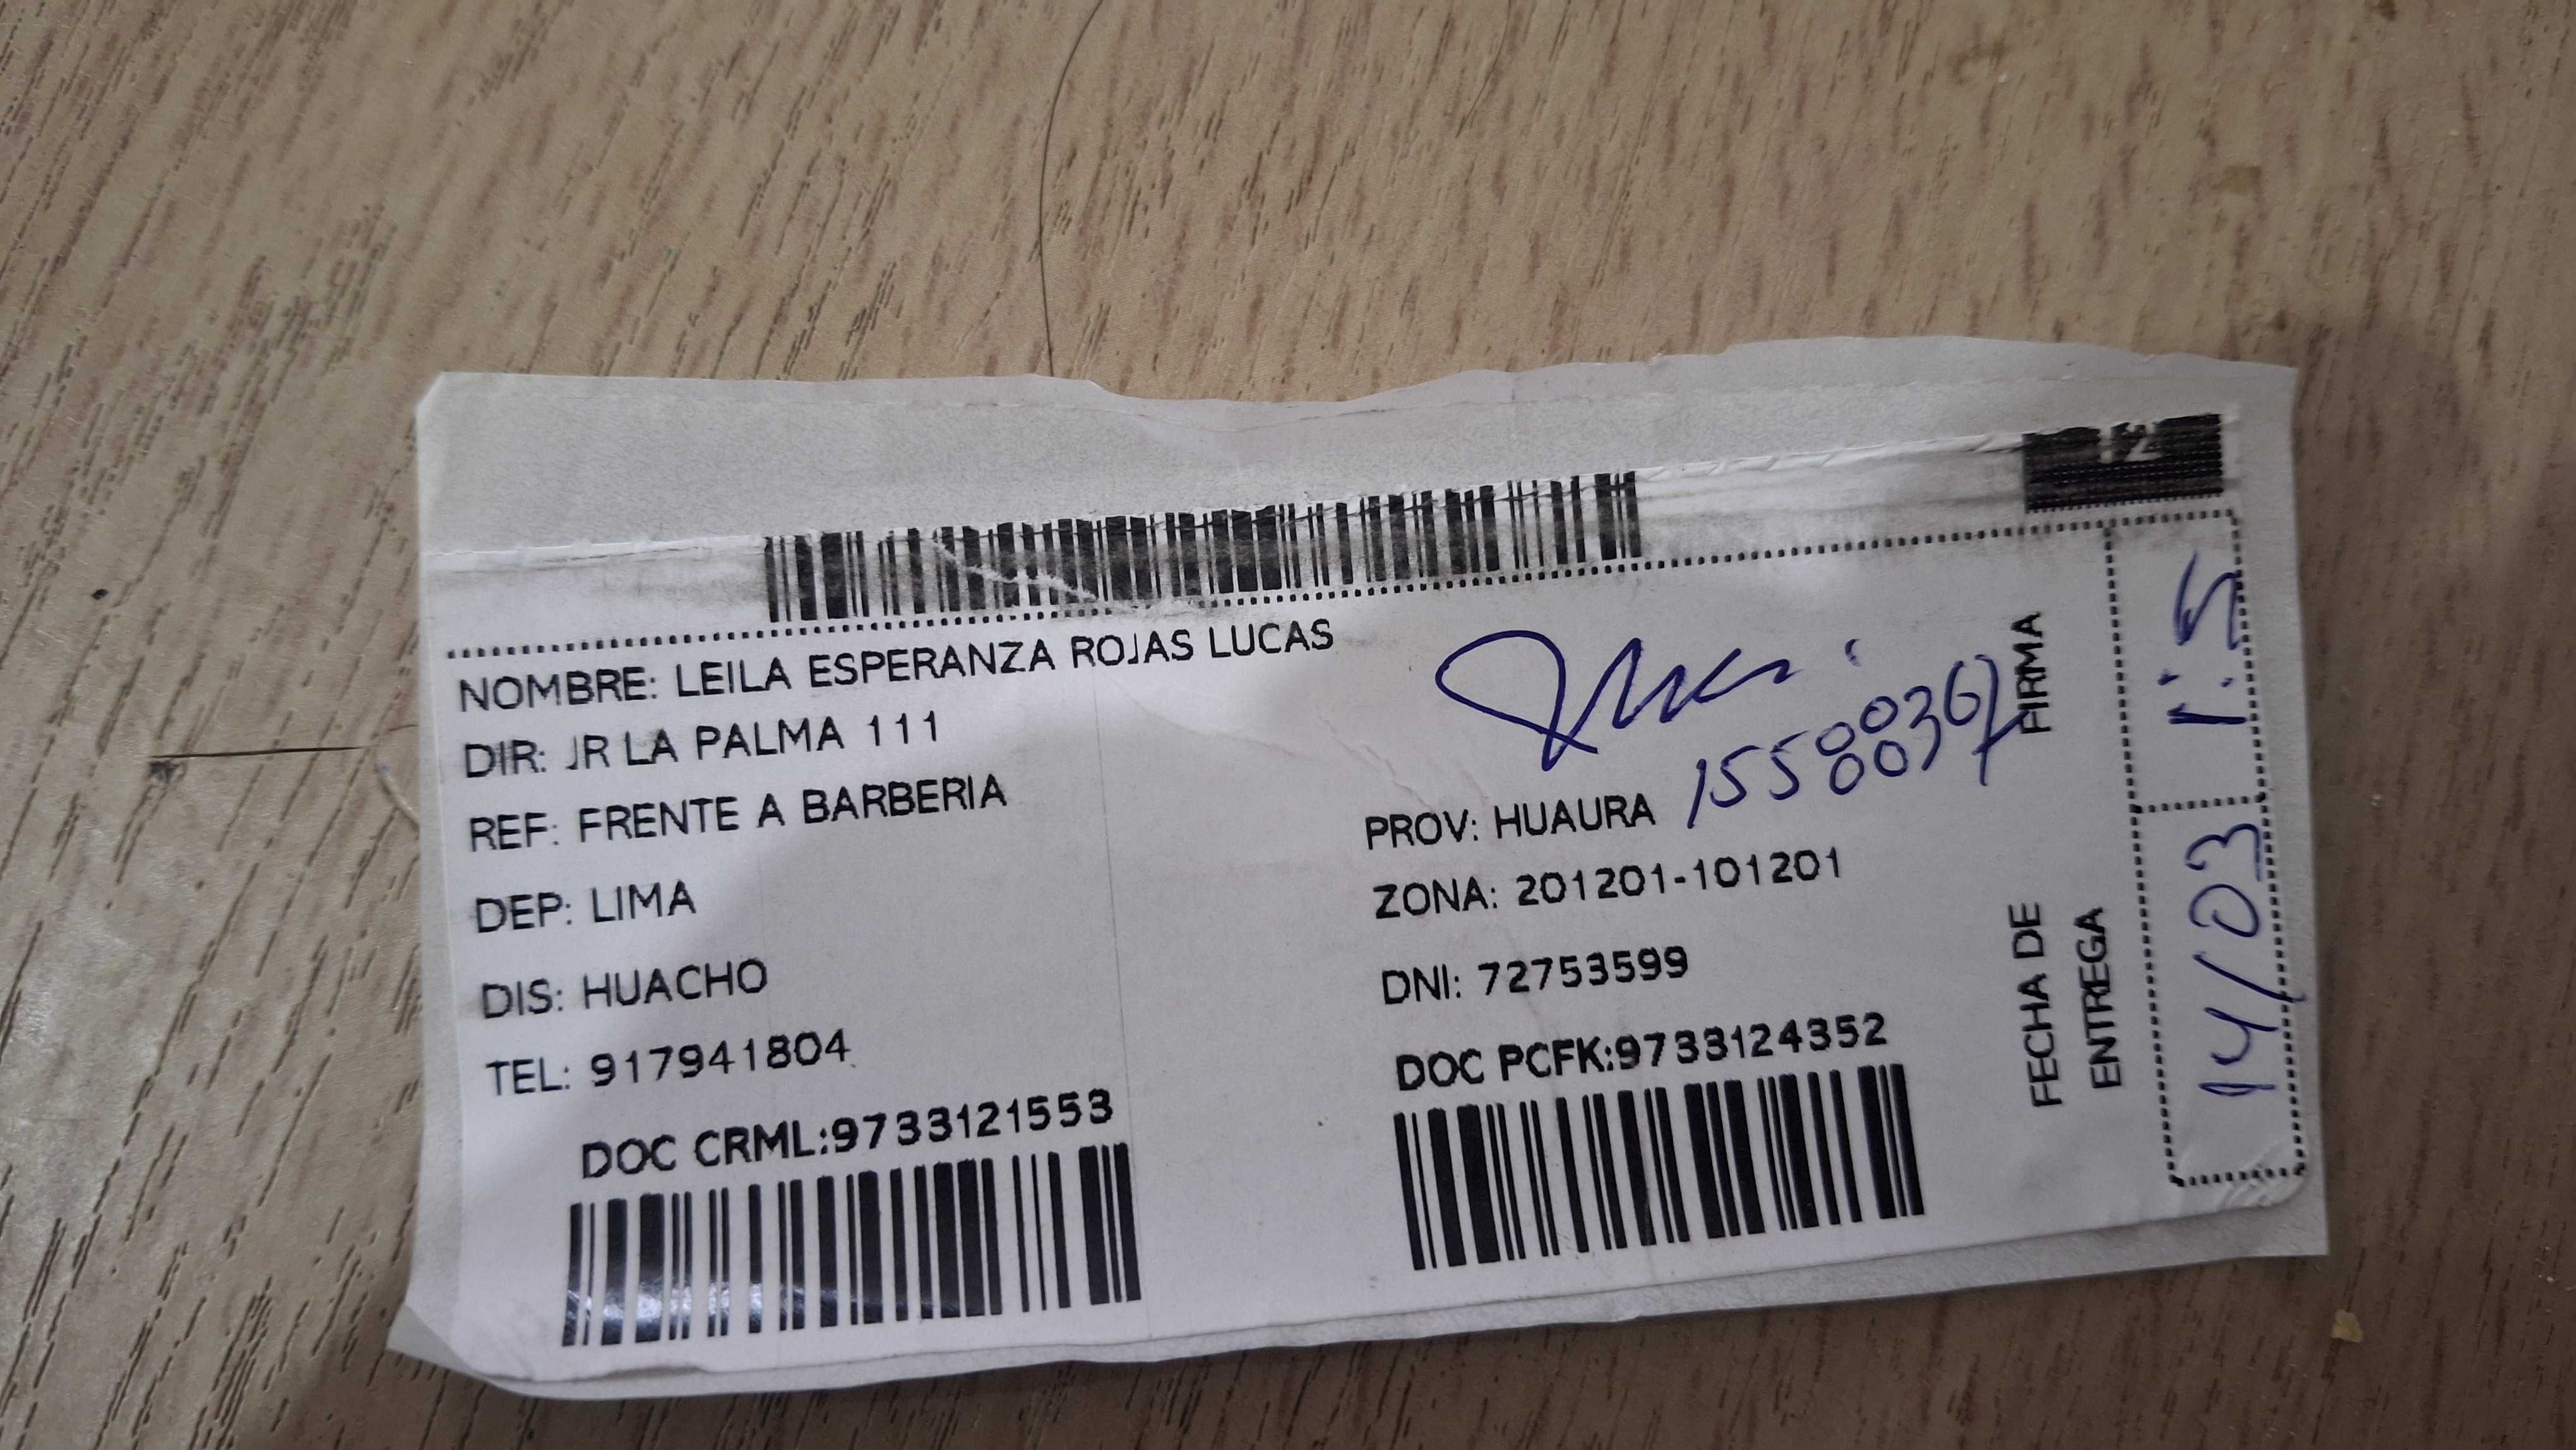 12
NOMBRE: LEILA ESPERANZA ROJAS LUCAS
DIR: JR LA PALMA 111
REF: FRENTE A BARBERIA
DEP: LIMA
DIS: HUACHO
TEL: 917941804
DOC CRML:9733121553
PROV: HUAURA
ZONA: 201201-101201
DNI: 72753599
DOC PCFK:9733124352
FIRMA
FECHA DE
ENTREGA
14/03